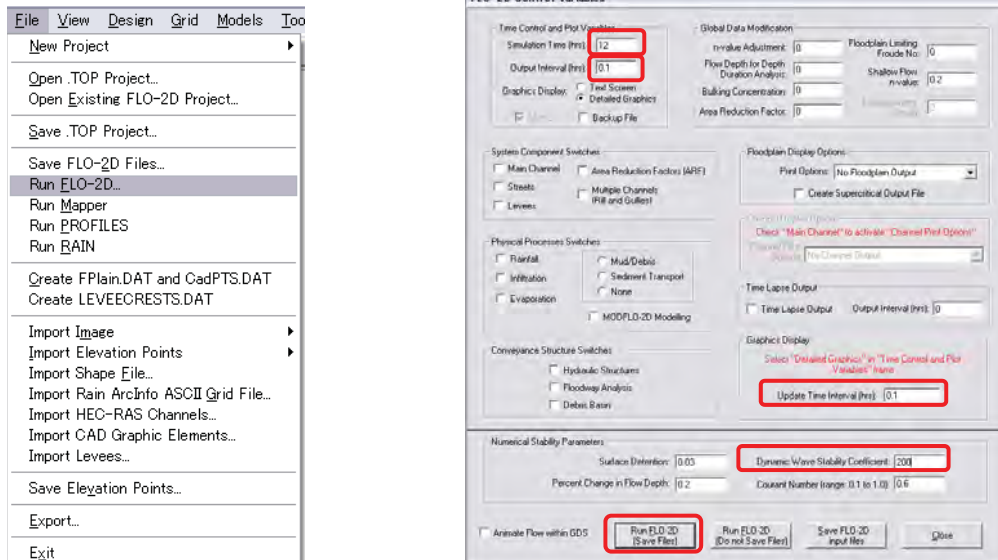 File View Design Grid Models Too
New Project
Open .TOP Project...
Open Existing FLO-2D Project...
Save .TOP Project...
Save FLO-2D Files...
Run FLO-2D...
Run Mapper
Run PROFILES
Run RAIN
Create FPlain.DAT and CadPTS.DAT
Create LEVEECRESTS.DAT
Import Image
Import Elevation Points
Import Shape File...
Import Rain ArcInfo ASCII Grid File...
Import HEC-RAS Channels...
Import CAD Graphic Elements...
Import Levees...
Save Elevation Points...
Export...
Exit
Time Control and Plot Variables
Simulation Time (hrs): 12
Output Interval (hrs): 0.1
Graphics Display:
Text Screen
Detailed Graphics
Backup File
Global Data Modification
n-value Adjustment: 0
Flow Depth for Depth
Duration Analysis: 0
Bulking Concentration: 0
Area Reduction Factor: 0
Floodplain Limiting
Froude No: 0
Shallow Flow
n-value: 0.2
System Component Switches
Main Channel
Streets
Levees
Area Reduction Factors (ARF)
Multiple Channels
(Rill and Gullies)
Floodplain Display Options
Print Options: No Floodplain Output
Create Supercritical Output File
Check "Main Channel" to activate "Channel Print Options"
No Channel Output
Physical Processes Switches
Rainfall
Infiltration
Evaporation
Mud/Debris
Sediment Transport
None
MODFLO-2D Modeling
Time Lapse Output
Time Lapse Output Output Interval (hrs): 0
Conveyance Structure Switches
Hydraulic Structures
Floodway Analysis
Debris Basin
Graphics Display
Select "Detailed Graphics" in "Time Control and Plot
Variables" frame
Update Time Interval (hrs): 0.1
Numerical Stability Parameters
Surface Detention: 0.03
Dynamic Wave Stability Coefficient: 200
Percent Change in Flow Depth: 0.2
Courant Number (range: 0.1 to 1.0): 0.6
Animate Flow within GDS
Run FLO-2D
(Save Files)
Run FLO-2D
(Do not Save Files)
Save FLO-2D
input files
Close